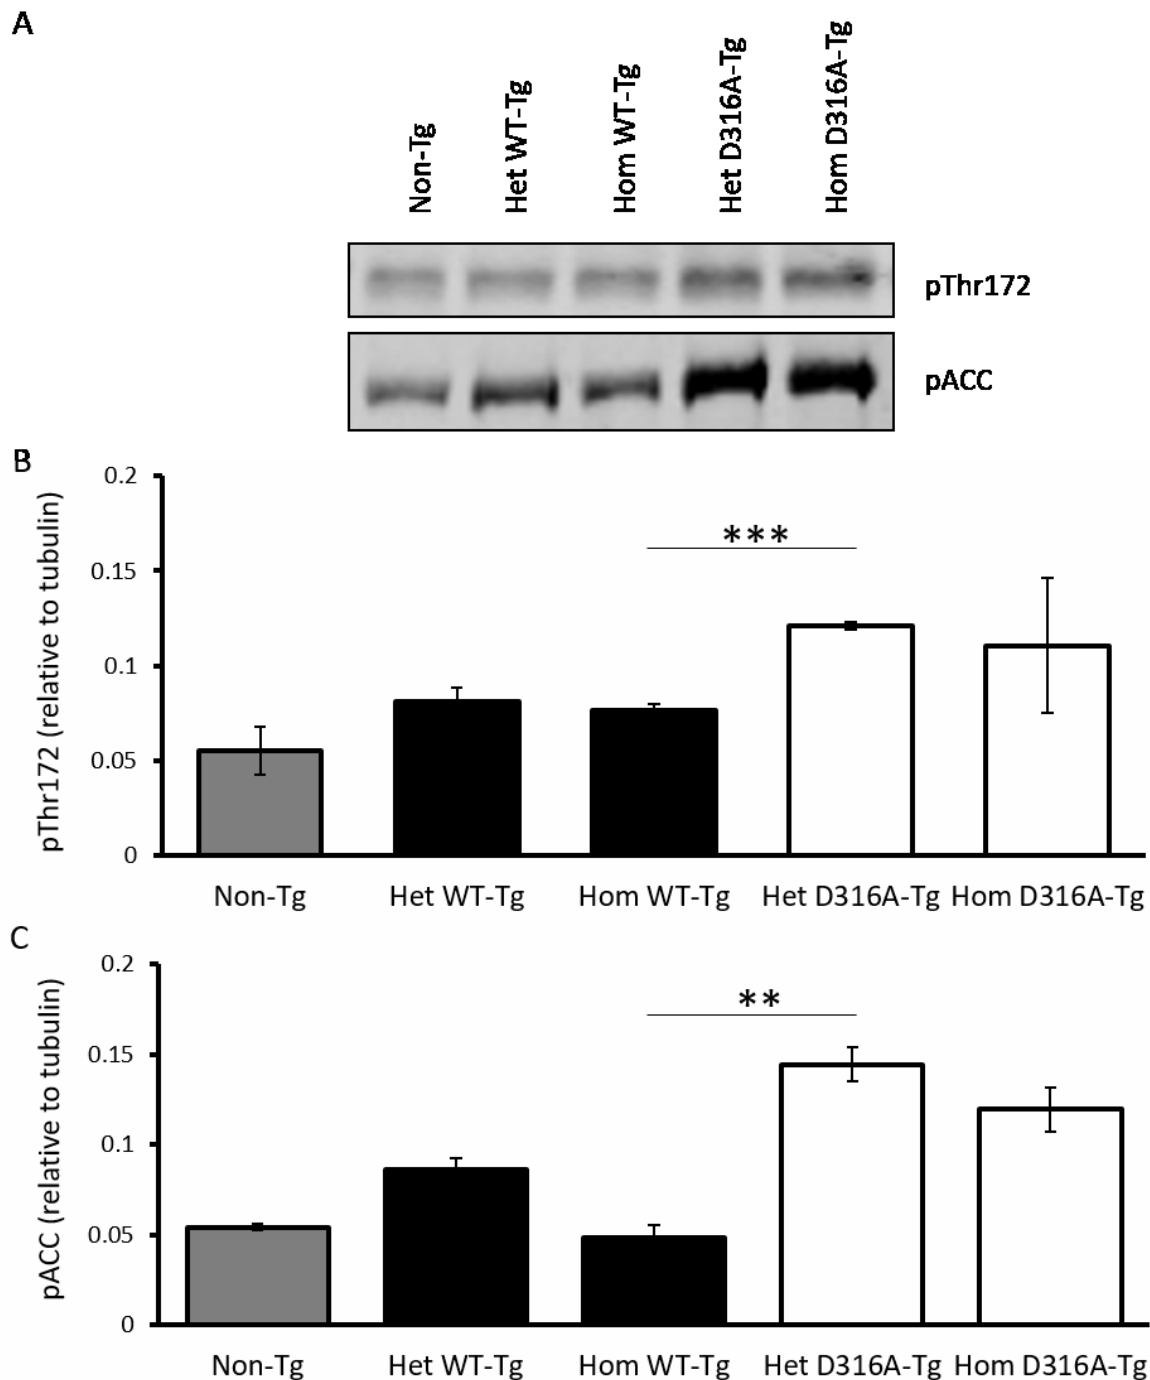 A
Non-Tg
Het WT-Tg
Hom WT-Tg
Het D316A-Tg
Hom D316A-Tg
pThr172
pACC
B
pThr172 (relative to tubulin)
0.2
0.15
0.1
0.05
0
***
Non-Tg Het WT-Tg Hom WT-Tg Het D316A-Tg Hom D316A-Tg
C
pACC (relative to tubulin)
0.2
0.15
0.1
0.05
0
**
Non-Tg Het WT-Tg Hom WT-Tg Het D316A-Tg Hom D316A-Tg